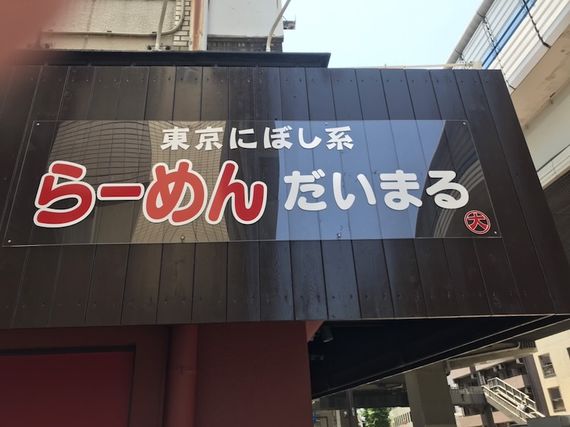 東京にぼし系
らーめん だいまる
大